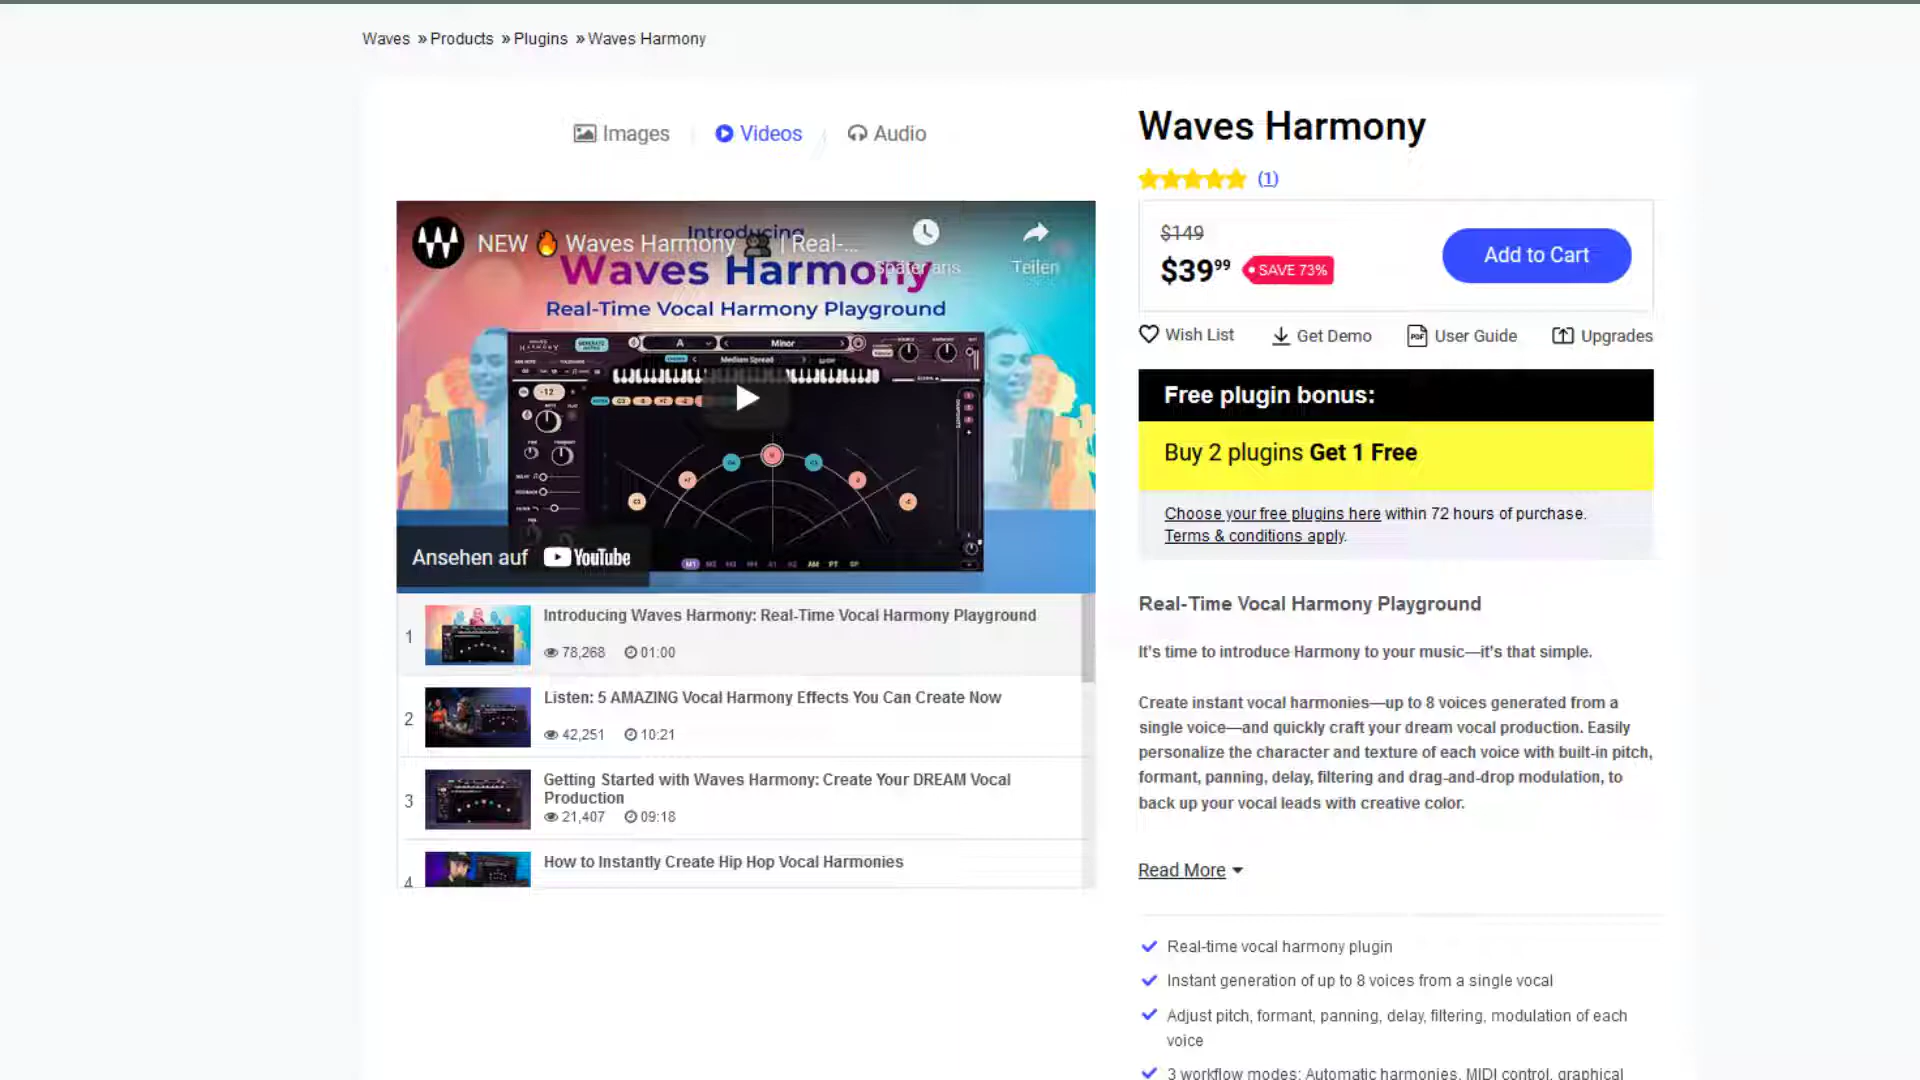 Waves » Products » Plugins » Waves Harmony
Images
Videos
Audio
NEW 🔥 Waves Harmony 👥 | Real-...
Später ans...
Teilen
Introducing
Waves Harmony
Real-Time Vocal Harmony Playground
A
Minor
Medium Spread
-12
Ansehen auf YouTube
1
Introducing Waves Harmony: Real-Time Vocal Harmony Playground
78,268 01:00
2
Listen: 5 AMAZING Vocal Harmony Effects You Can Create Now
42,251 10:21
3
Getting Started with Waves Harmony: Create Your DREAM Vocal
Production
21,407 09:18
4
How to Instantly Create Hip Hop Vocal Harmonies
Waves Harmony
(1)
$149
$39⁹⁹
SAVE 73%
Add to Cart
Wish List
Get Demo
PDF
User Guide
Upgrades
Free plugin bonus:
Buy 2 plugins Get 1 Free
Choose your free plugins here within 72 hours of purchase.
Terms & conditions apply.
Real-Time Vocal Harmony Playground
It's time to introduce Harmony to your music—it's that simple.
Create instant vocal harmonies—up to 8 voices generated from a
single voice—and quickly craft your dream vocal production. Easily
personalize the character and texture of each voice with built-in pitch,
formant, panning, delay, filtering and drag-and-drop modulation, to
back up your vocal leads with creative color.
Read More
Real-time vocal harmony plugin
Instant generation of up to 8 voices from a single vocal
Adjust pitch, formant, panning, delay, filtering, modulation of each
voice
3 workflow modes: Automatic harmonies, MIDI control, graphical